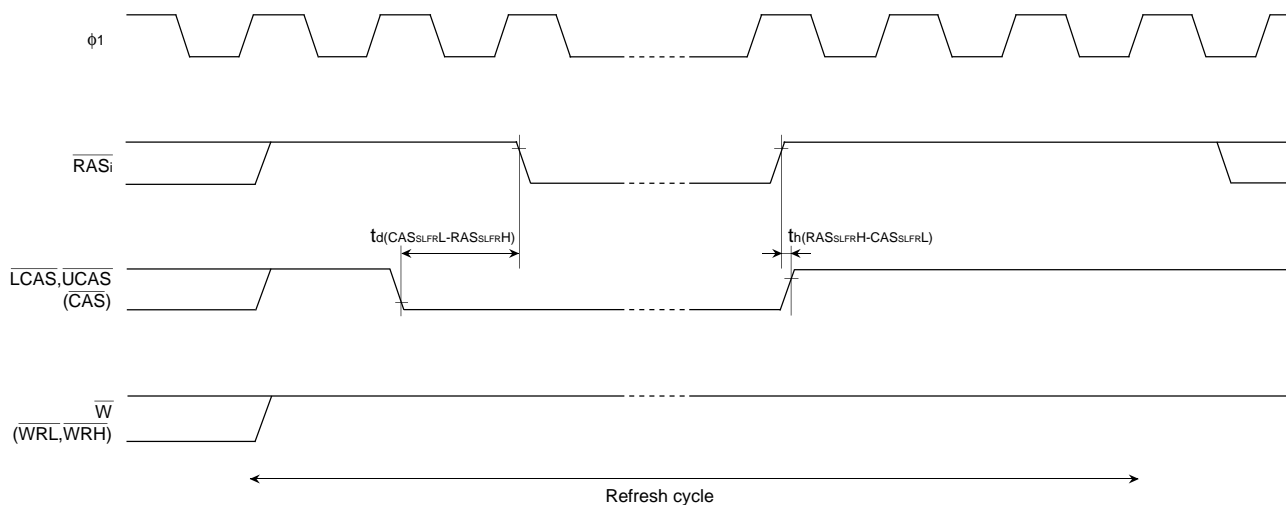 ϕ1
RASi
td(CASSLFRL-RASSLFRH)
th(RASSLFRH-CASSLFRL)
LCAS,UCAS
(CAS)
W
(WRL,WRH)
Refresh cycle